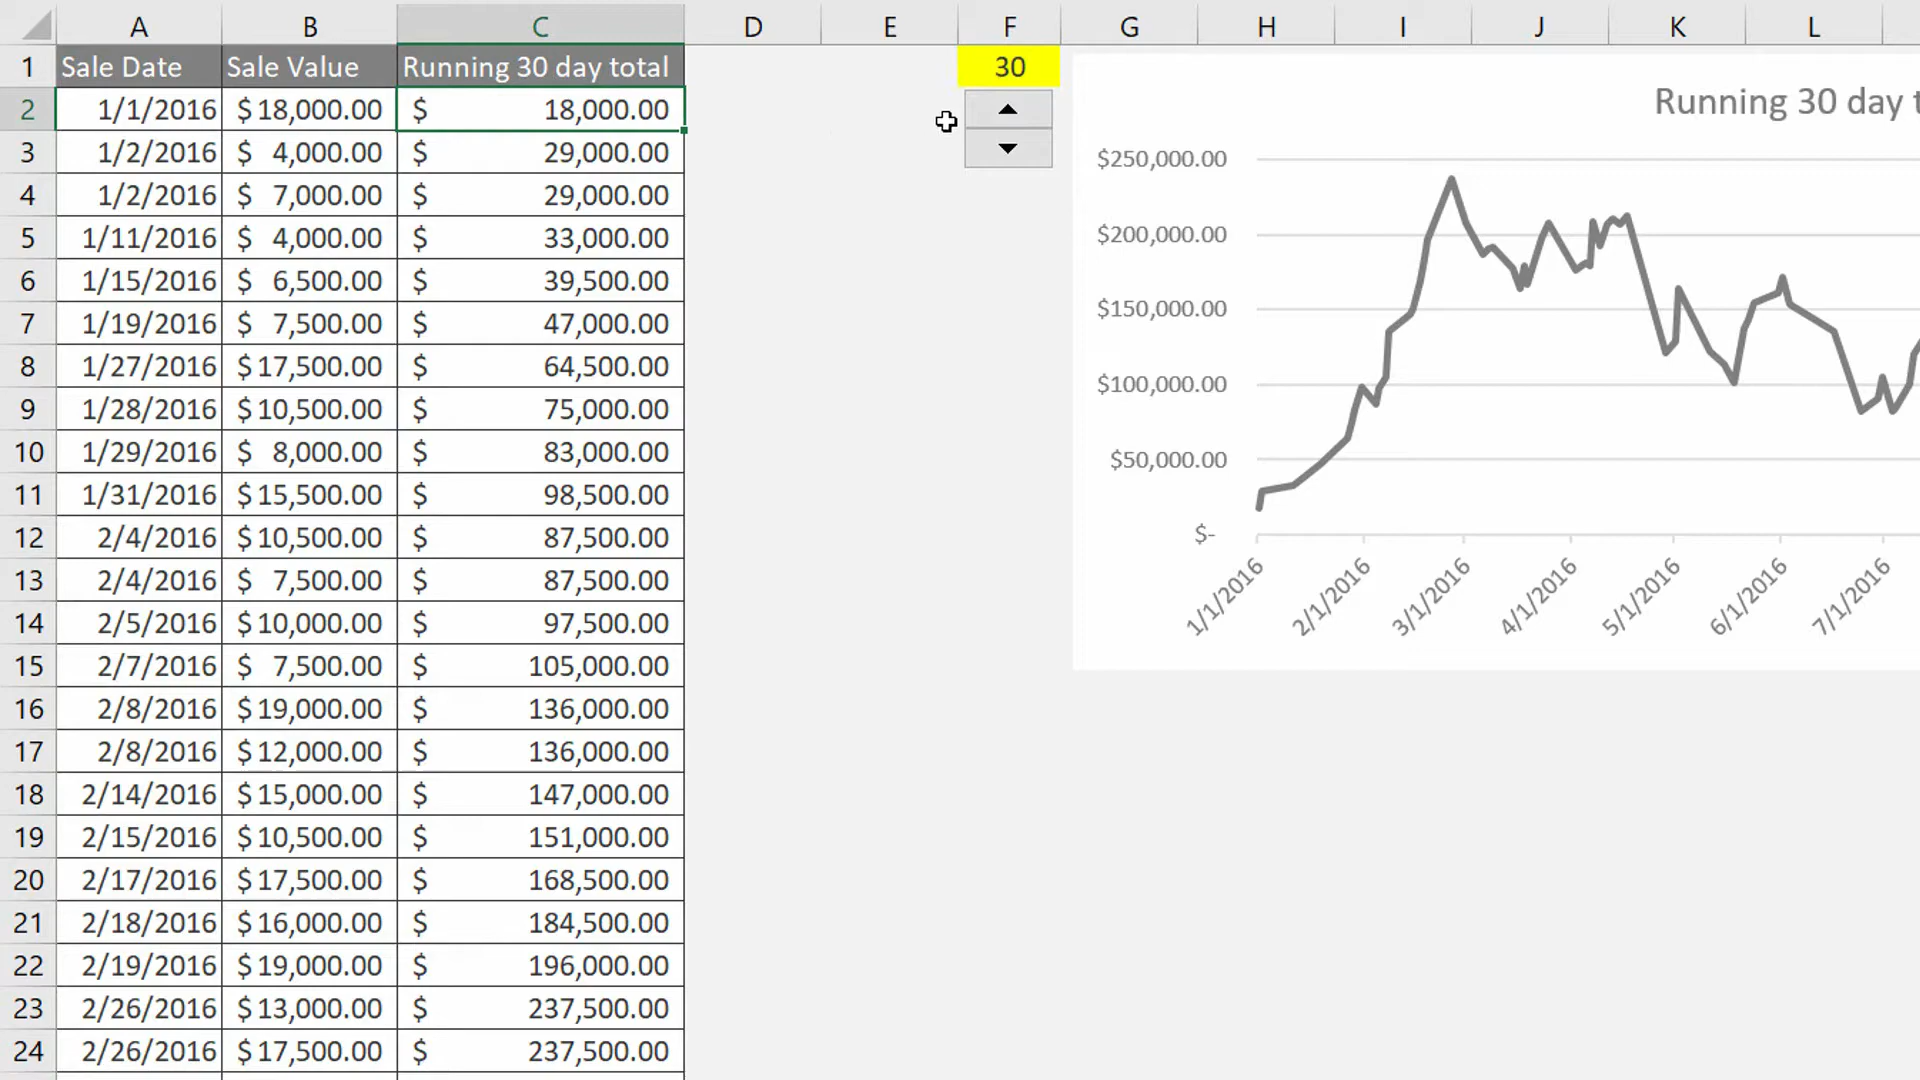 A B C D E F G H I J K L
1 Sale Date Sale Value Running 30 day total 30
2 1/1/2016 $ 18,000.00 $ 18,000.00
3 1/2/2016 $ 4,000.00 $ 29,000.00
4 1/2/2016 $ 7,000.00 $ 29,000.00
5 1/11/2016 $ 4,000.00 $ 33,000.00
6 1/15/2016 $ 6,500.00 $ 39,500.00
7 1/19/2016 $ 7,500.00 $ 47,000.00
8 1/27/2016 $ 17,500.00 $ 64,500.00
9 1/28/2016 $ 10,500.00 $ 75,000.00
10 1/29/2016 $ 8,000.00 $ 83,000.00
11 1/31/2016 $ 15,500.00 $ 98,500.00
12 2/4/2016 $ 10,500.00 $ 87,500.00
13 2/4/2016 $ 7,500.00 $ 87,500.00
14 2/5/2016 $ 10,000.00 $ 97,500.00
15 2/7/2016 $ 7,500.00 $ 105,000.00
16 2/8/2016 $ 19,000.00 $ 136,000.00
17 2/8/2016 $ 12,000.00 $ 136,000.00
18 2/14/2016 $ 15,000.00 $ 147,000.00
19 2/15/2016 $ 10,500.00 $ 151,000.00
20 2/17/2016 $ 17,500.00 $ 168,500.00
21 2/18/2016 $ 16,000.00 $ 184,500.00
22 2/19/2016 $ 19,000.00 $ 196,000.00
23 2/26/2016 $ 13,000.00 $ 237,500.00
24 2/26/2016 $ 17,500.00 $ 237,500.00
Running 30 day t
$250,000.00
$200,000.00
$150,000.00
$100,000.00
$50,000.00
$-
1/1/2016 2/1/2016 3/1/2016 4/1/2016 5/1/2016 6/1/2016 7/1/2016